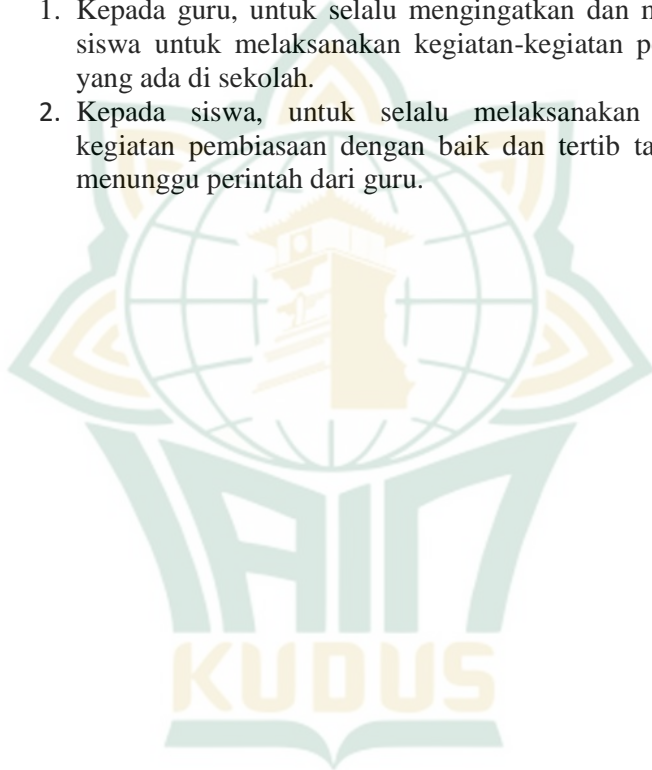 1. Kepada guru, untuk selalu mengingatkan dan
siswa untuk melaksanakan kegiatan-kegiatan
yang ada di sekolah.
2. Kepada siswa, untuk selalu melaksanakan
kegiatan pembiasaan dengan baik dan tertib
menunggu perintah dari guru.
IAIN
KUDUS